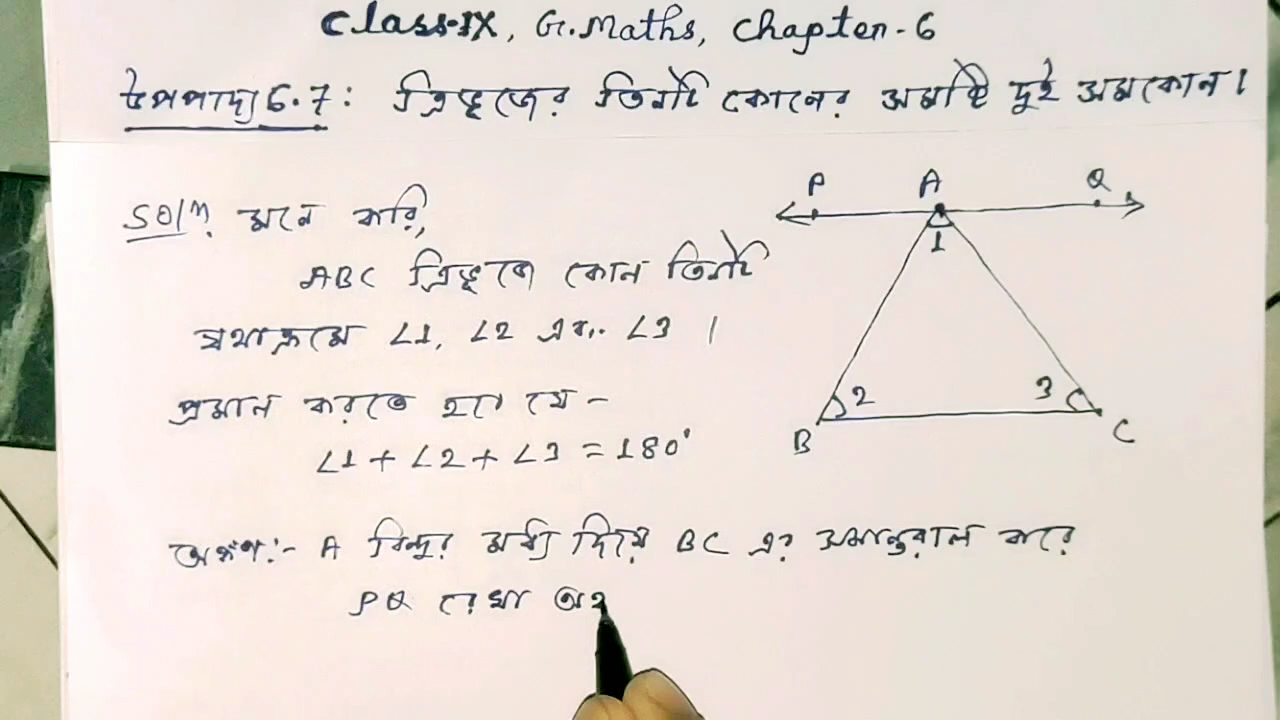 Class-IX, G.Maths, Chapter-6
উপপাদ্য 6.7: ত্রিভূজের তিনটি কোনের সমষ্টি দুই সমকোন।
P A Q
Soln. মনে করি,
1
ABC ত্রিভূজে কোন তিনটি
যথাক্রমে ∠1, ∠2 এবং ∠3 ।
প্রমান করতে হবে যে-
2 3
B C
∠1 + ∠2 + ∠3 = 180°
অংকন:- A বিন্দুর মধ্য দিয়ে BC এর সমান্তরাল করে
PQ রেখা